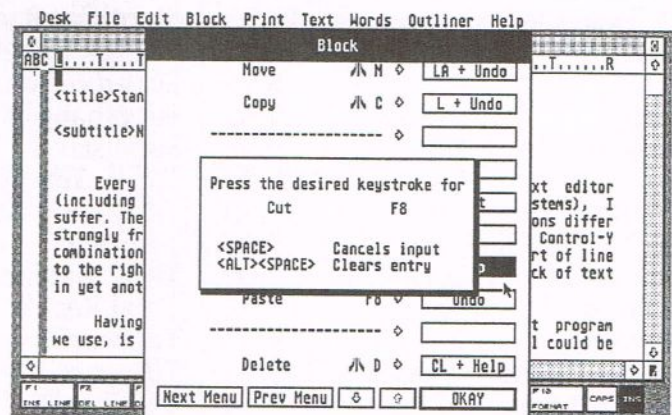 Desk File Edit Block Print Text Words Outliner Help
Block
ABC L.....T.....T ..T.......R
Move M LA + Undo
<title>Stan
Copy C L + Undo
<subtitle>N
----------------------
Press the desired keystroke for
Cut F8
<SPACE> Cancels input
<ALT><SPACE> Clears entry
Every xt editor
(including stems), I
suffer. The ons differ
strongly fr Control-Y
combination rt of line
to the righ ck of text
in yet anot
Paste F8 Undo
----------------------
Having t program
we use, is l could be
Delete D CL + Help
Next Menu Prev Menu OKAY
F1 F2 F10
INS LINE DEL LINE FORMAT CAPS INS